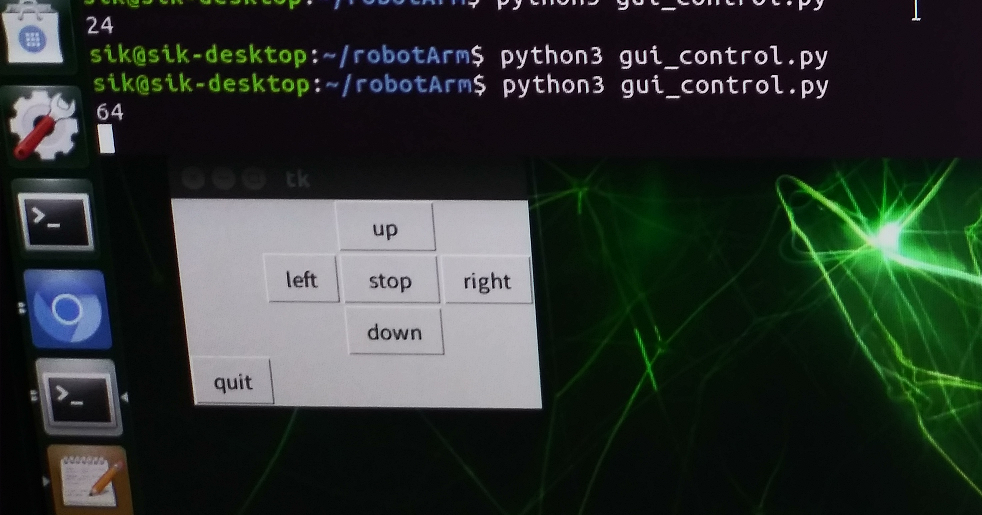 sik@sik-desktop:~/robotArm$ python3 gui_control.py
24
sik@sik-desktop:~/robotArm$ python3 gui_control.py
sik@sik-desktop:~/robotArm$ python3 gui_control.py
64
tk
up
left stop right
down
quit